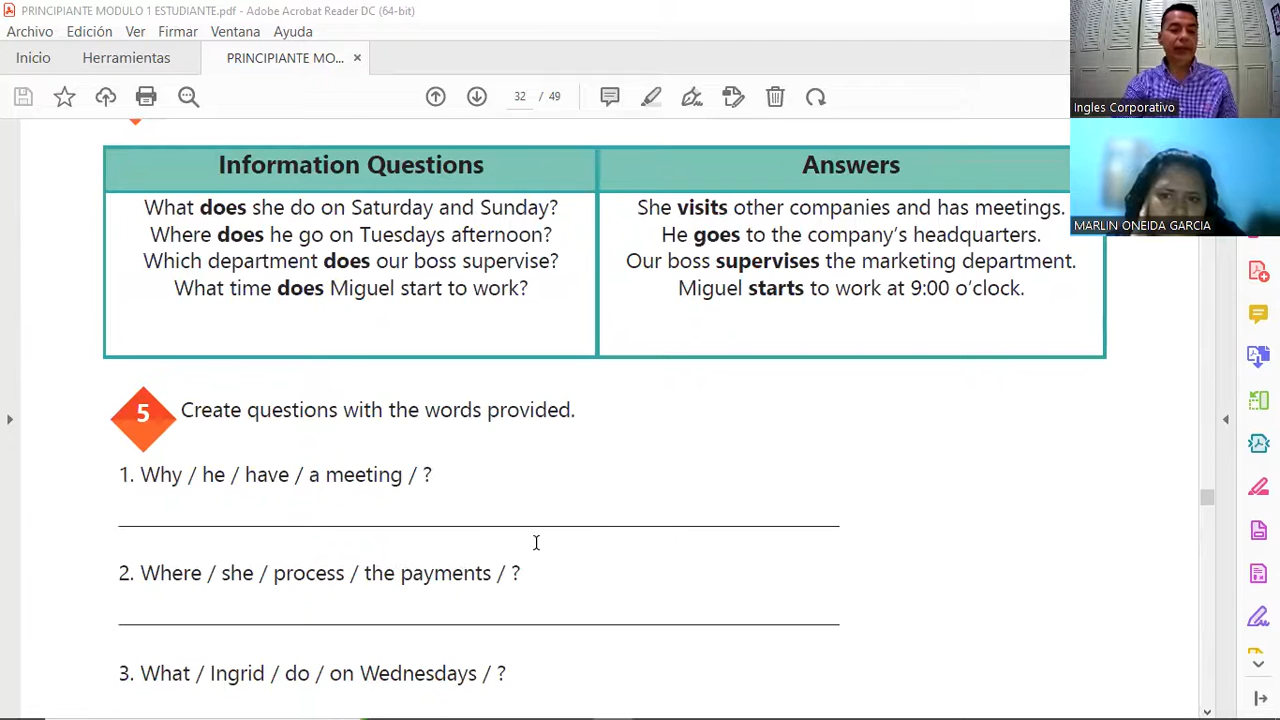 PRINCIPIANTE MODULO 1 ESTUDIANTE.pdf - Adobe Acrobat Reader DC (64-bit)
Archivo Edición Ver Firmar Ventana Ayuda
Inicio Herramientas PRINCIPIANTE MO... ×
32 / 49
Ingles Corporativo
MARLIN ONEIDA GARCIA
Information Questions
What does she do on Saturday and Sunday?
Where does he go on Tuesdays afternoon?
Which department does our boss supervise?
What time does Miguel start to work?
Answers
She visits other companies and has meetings.
He goes to the company's headquarters.
Our boss supervises the marketing department.
Miguel starts to work at 9:00 o'clock.
5 Create questions with the words provided.
1. Why / he / have / a meeting / ?
2. Where / she / process / the payments / ?
3. What / Ingrid / do / on Wednesdays / ?